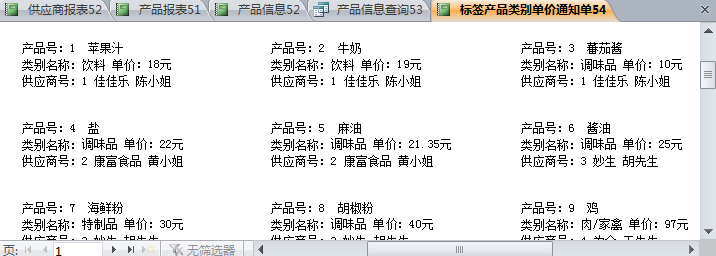 供应商报表52 产品报表51 产品信息52 产品信息查询53 标签产品类别单价通知单54
产品号：1 苹果汁 产品号：2 牛奶 产品号：3 蕃茄酱
类别名称：饮料 单价：18元 类别名称：饮料 单价：19元 类别名称：调味品 单价：10元
供应商号：1 佳佳乐 陈小姐 供应商号：1 佳佳乐 陈小姐 供应商号：1 佳佳乐 陈小姐
产品号：4 盐 产品号：5 麻油 产品号：6 酱油
类别名称：调味品 单价：22元 类别名称：调味品 单价：21.35元 类别名称：调味品 单价：25元
供应商号：2 康富食品 黄小姐 供应商号：2 康富食品 黄小姐 供应商号：3 妙生 胡先生
产品号：7 海鲜粉 产品号：8 胡椒粉 产品号：9 鸡
类别名称：特制品 单价：30元 类别名称：调味品 单价：40元 类别名称：肉/家禽 单价：97元
页： 1 无筛选器